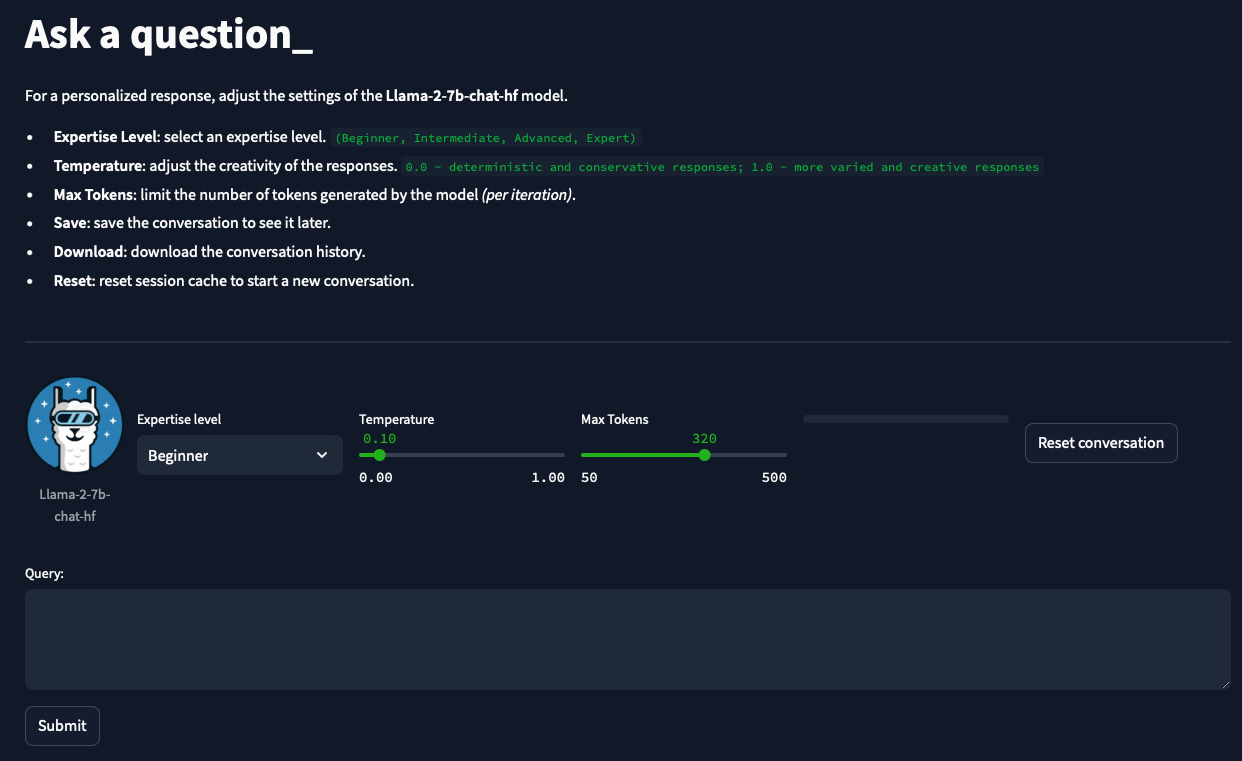 Ask a question_
For a personalized response, adjust the settings of the Llama-2-7b-chat-hf model.
• Expertise Level: select an expertise level. (Beginner, Intermediate, Advanced, Expert)
• Temperature: adjust the creativity of the responses. 0.0 - deterministic and conservative responses; 1.0 - more varied and creative responses
• Max Tokens: limit the number of tokens generated by the model (per iteration).
• Save: save the conversation to see it later.
• Download: download the conversation history.
• Reset: reset session cache to start a new conversation.
Llama-2-7b-
chat-hf
Expertise level
Beginner
Temperature
0.10
0.00 1.00
Max Tokens
320
50 500
Reset conversation
Query:
Submit